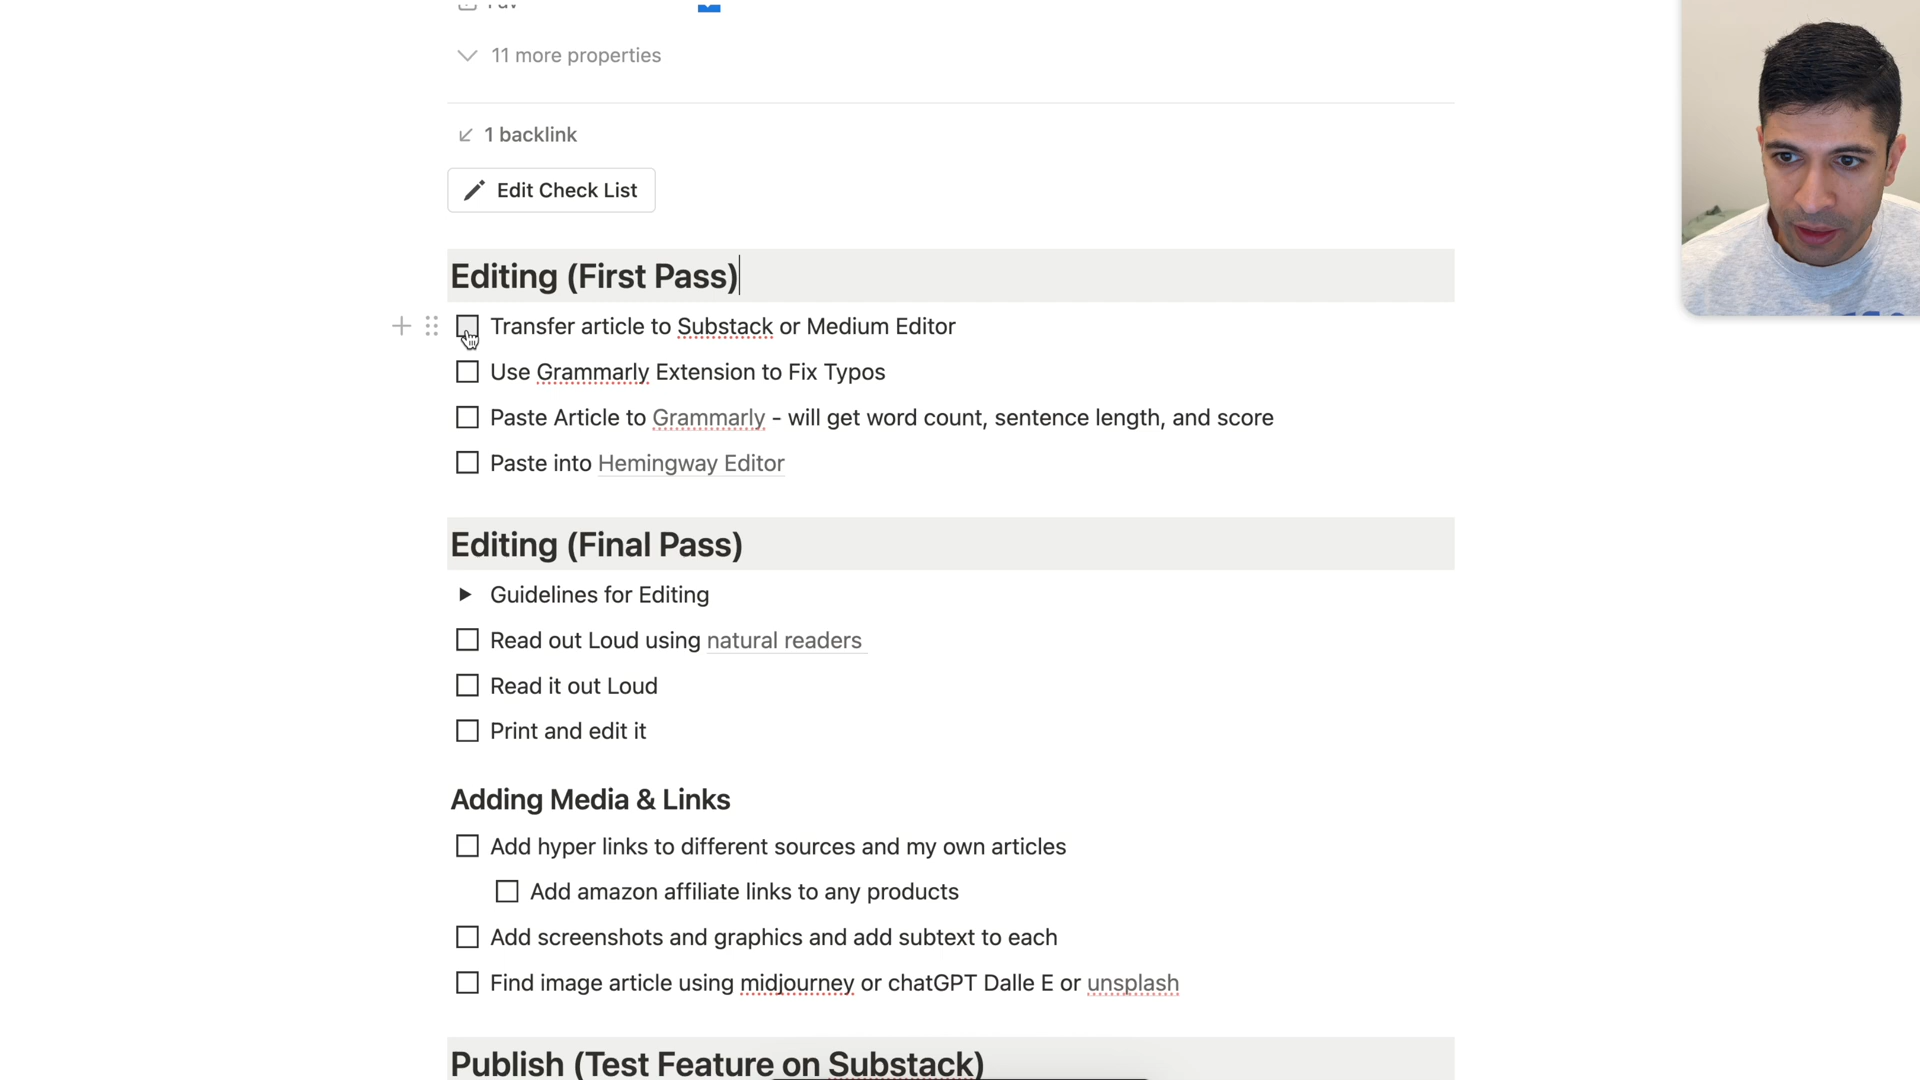 11 more properties
1 backlink
Edit Check List
Editing (First Pass)
Transfer article to Substack or Medium Editor
Use Grammarly Extension to Fix Typos
Paste Article to Grammarly - will get word count, sentence length, and score
Paste into Hemingway Editor
Editing (Final Pass)
Guidelines for Editing
Read out Loud using natural readers
Read it out Loud
Print and edit it
Adding Media & Links
Add hyper links to different sources and my own articles
Add amazon affiliate links to any products
Add screenshots and graphics and add subtext to each
Find image article using midjourney or chatGPT Dalle E or unsplash
Publish (Test Feature on Substack)